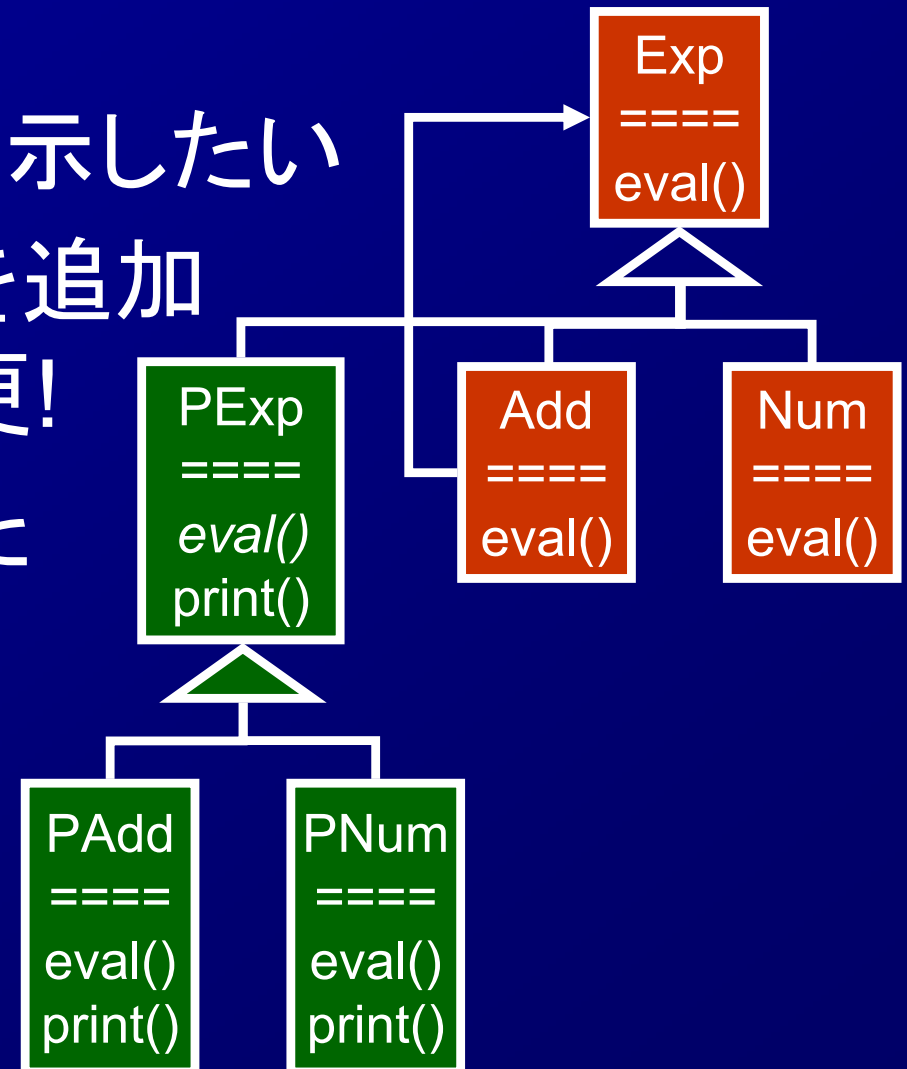 示したい
を追加
更!
た
Exp
====
eval()
PExp
====
eval()
print()
Add
====
eval()
Num
====
eval()
PAdd
====
eval()
print()
PNum
====
eval()
print()